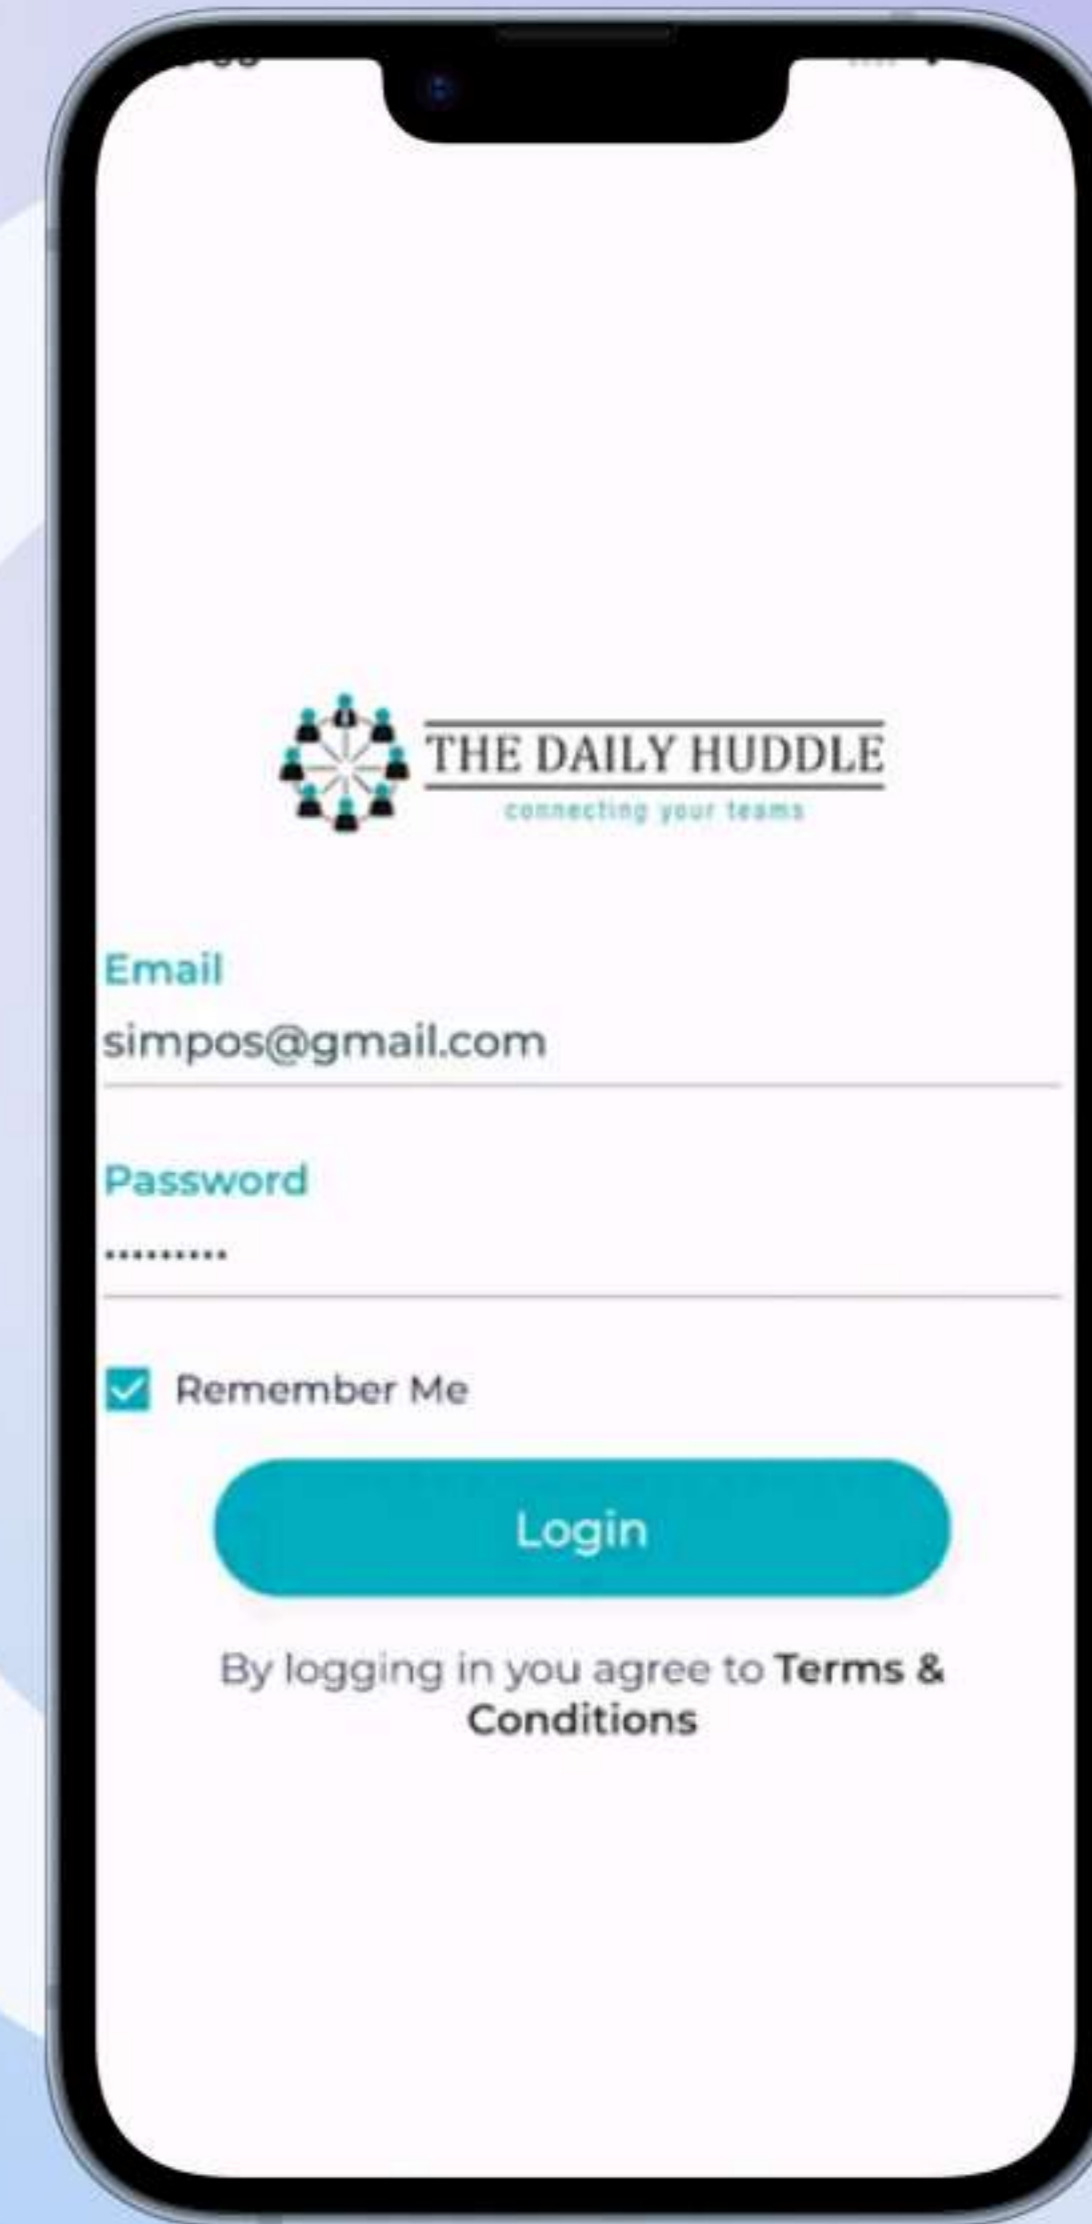 THE DAILY HUDDLE
connecting your teams
Email
simpos@gmail.com
Password
•••••••••
Remember Me
Login
By logging in you agree to Terms &
Conditions